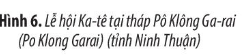 Hình 6. Lễ hội Ka-tê tại tháp Pô Klông Ga-rai
(Po Klong Garai) (tỉnh Ninh Thuận)